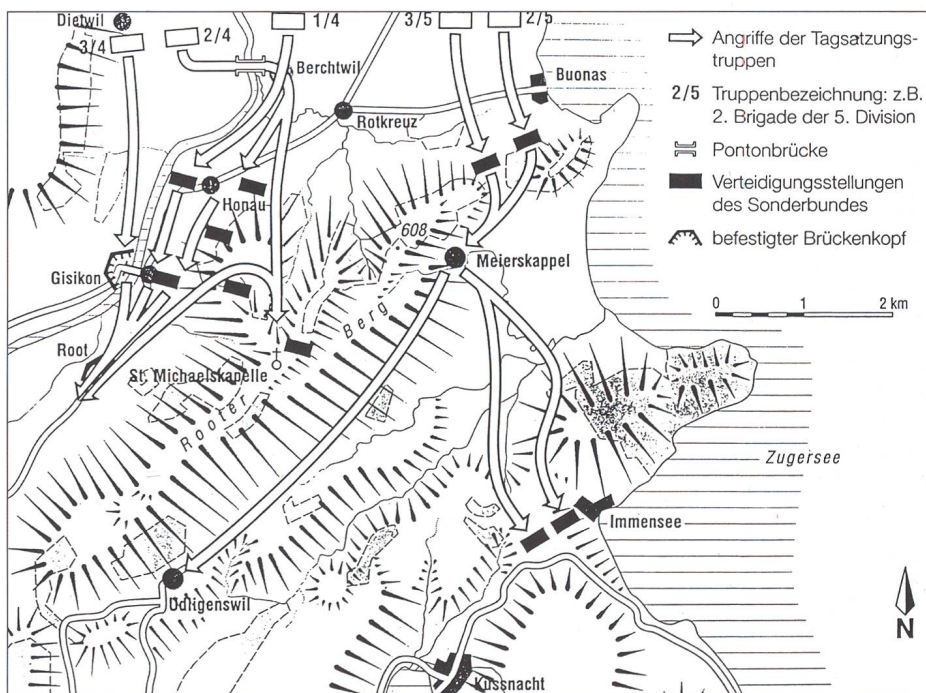 Dietwil
3/4
2/4
1/4
3/5
2/5
Berchtwil
Buonas
Rotkreuz
Honau
608
Meierskappel
Gisikon
Root
Berg
St. Michaelskapelle
Rooter
Zugersee
Immensee
Udligenswil
Küssnacht
Angriffe der Tagsatzungs-
truppen
2/5 Truppenbezeichnung: z.B.
2. Brigade der 5. Division
Pontonbrücke
Verteidigungsstellungen
des Sonderbundes
befestigter Brückenkopf
0 1 2 km
N